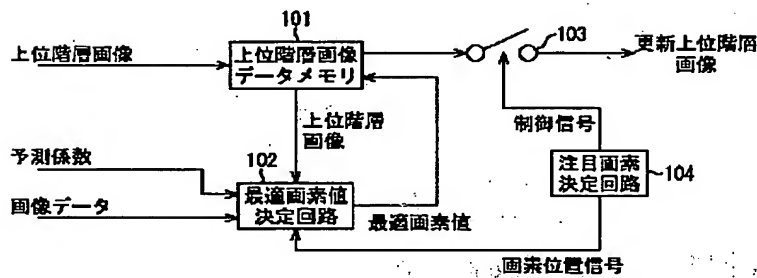 101
上位階層画像
上位階層画像
データメモリ
103
更新上位階層
画像
上位階層
画像
制御信号
予測係数
102
最適画素値
決定回路
注目画素
決定回路
104
画像データ
最適画素値
画素位置信号